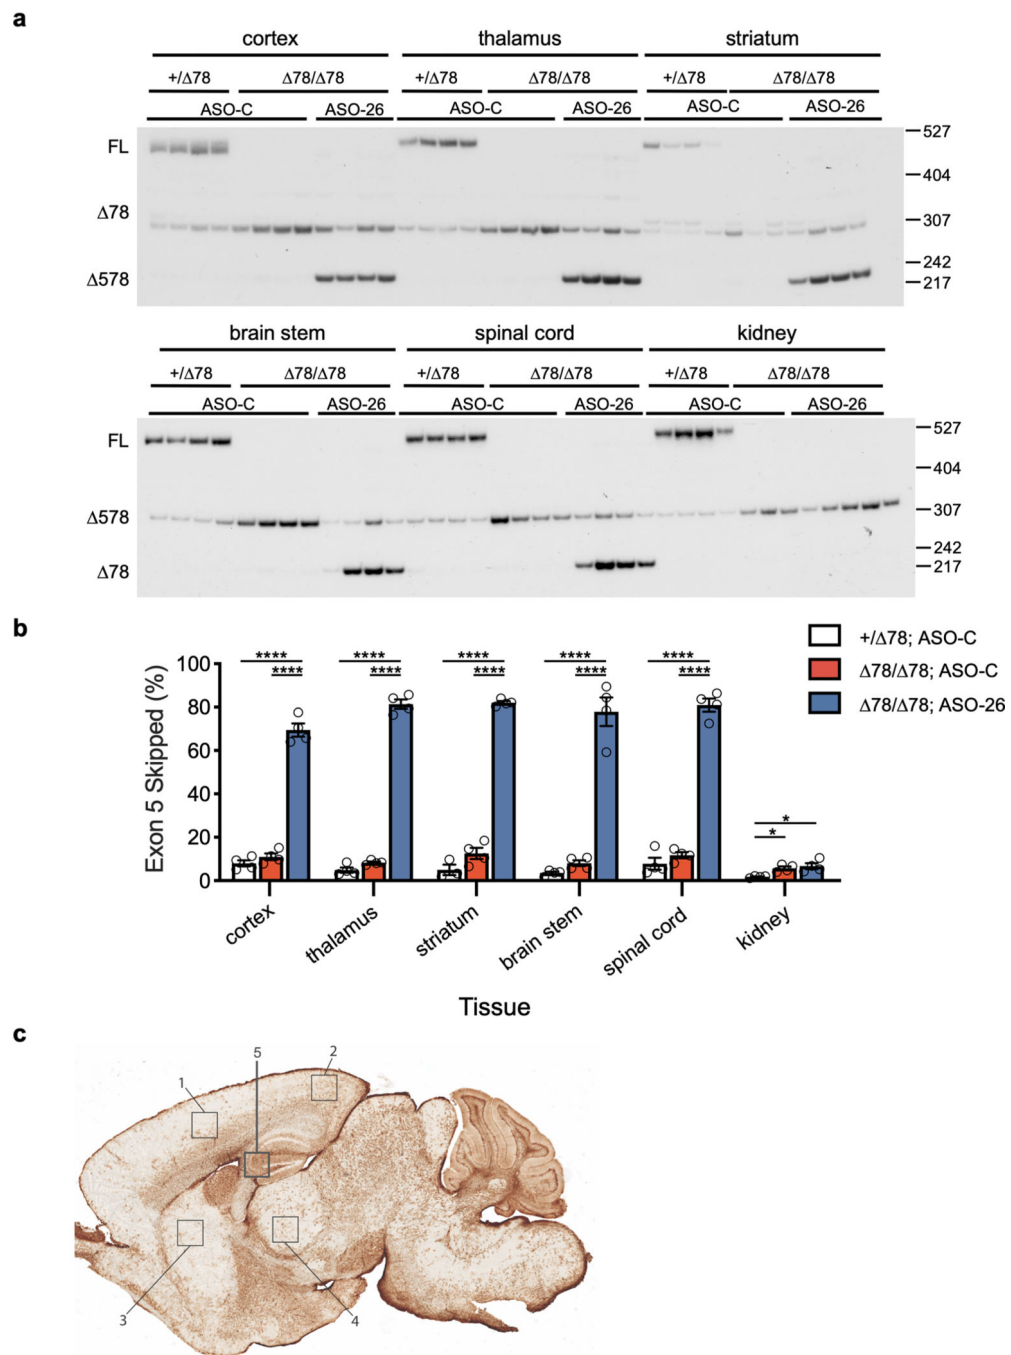 a
cortex thalamus striatum
+/Δ78 Δ78/Δ78 +/Δ78 Δ78/Δ78 +/Δ78 Δ78/Δ78
ASO-C ASO-26 ASO-C ASO-26 ASO-C ASO-26
FL 527
404
Δ78 307
242
Δ578 217
brain stem spinal cord kidney
+/Δ78 Δ78/Δ78 +/Δ78 Δ78/Δ78 +/Δ78 Δ78/Δ78
ASO-C ASO-26 ASO-C ASO-26 ASO-C ASO-26
FL 527
404
Δ578 307
242
Δ78 217
b
+/Δ78; ASO-C
Δ78/Δ78; ASO-C
Δ78/Δ78; ASO-26
**** **** **** **** ****
**** **** **** **** ****
* 
*
Exon 5 Skipped (%)
100
80
60
40
20
0
cortex thalamus striatum brain stem spinal cord kidney
Tissue
c
5 2
1
3 4